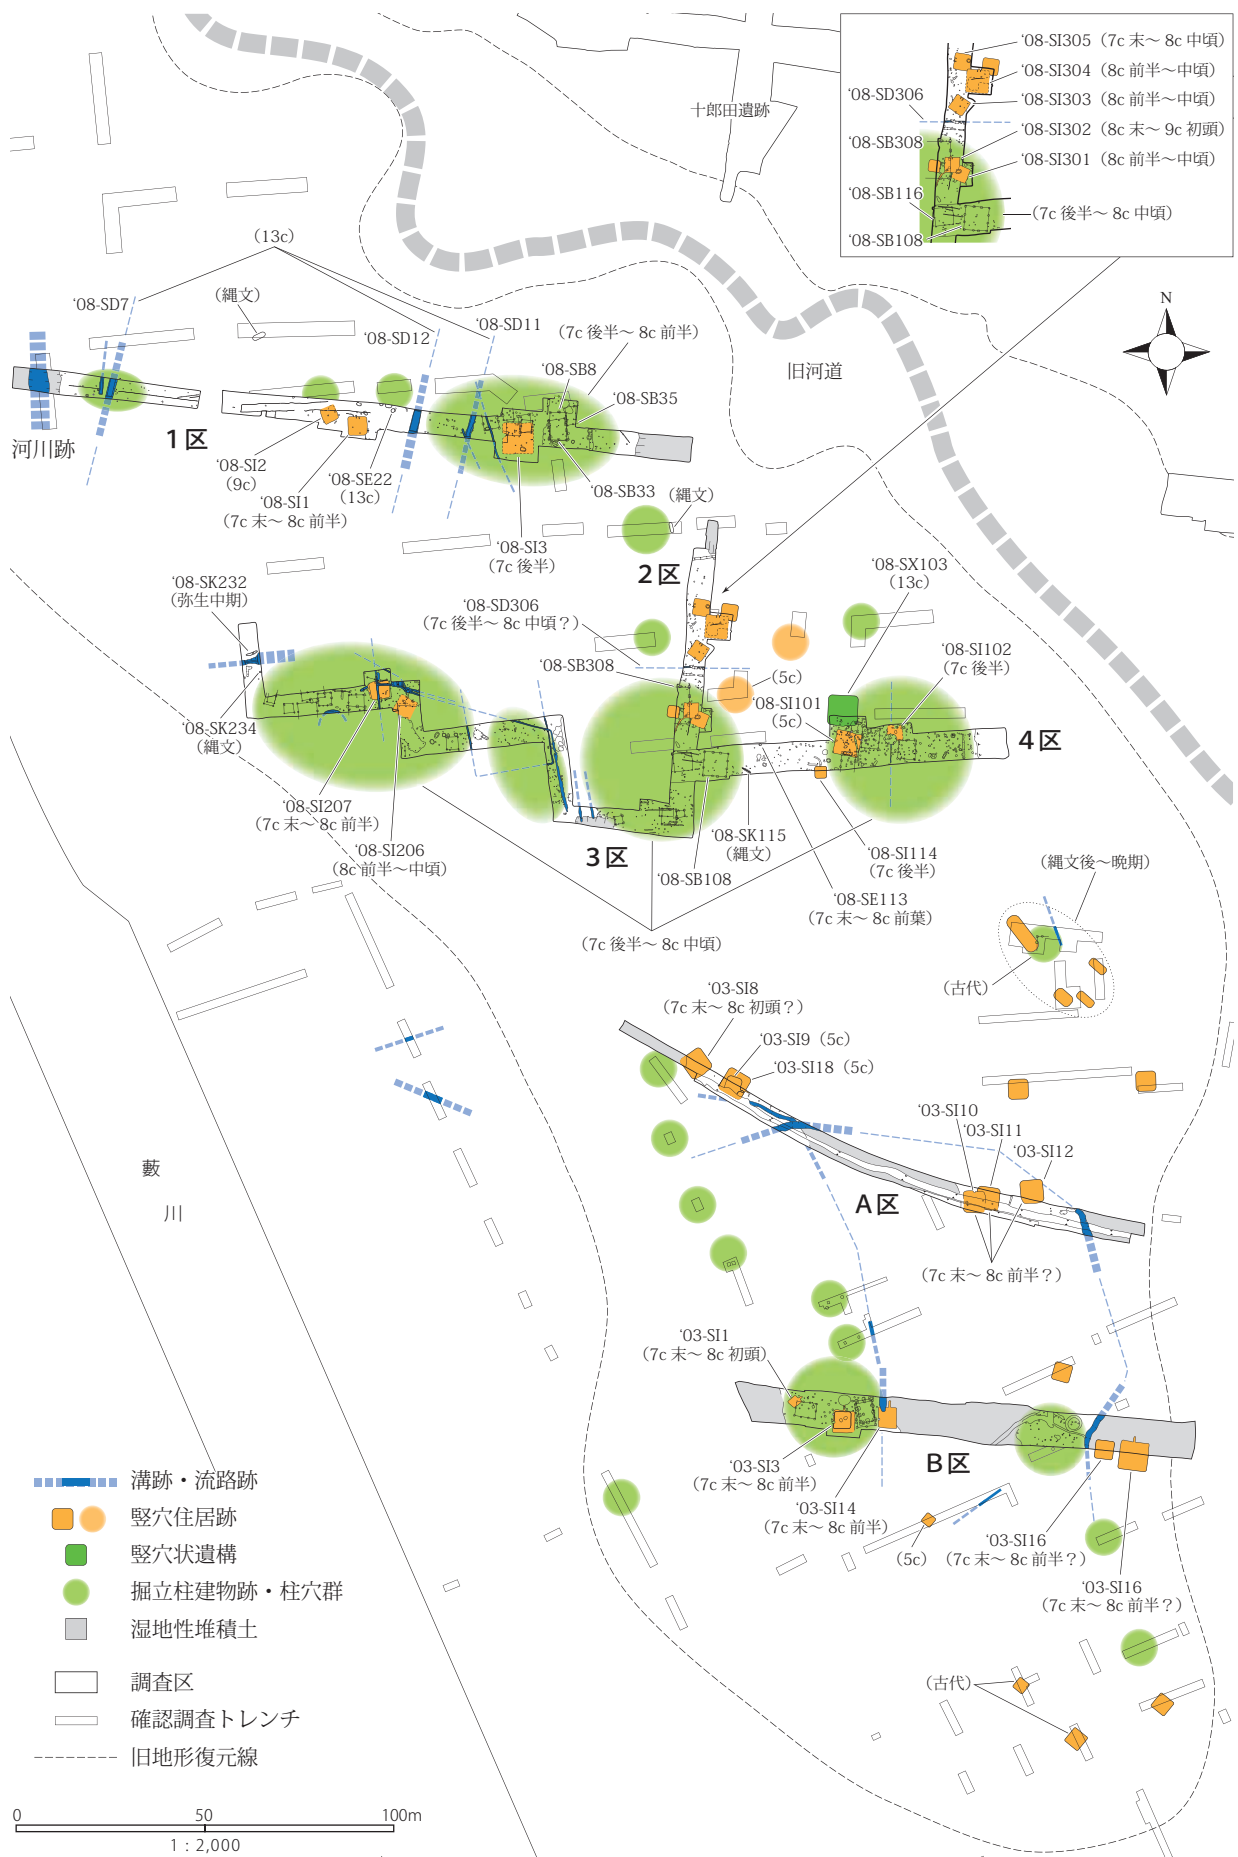 '08-SI305（7c 末～ 8c 中頃）
'08-SI304（8c 前半～中頃）
'08-SD306
'08-SI303（8c 前半～中頃）
'08-SI302（8c 末～ 9c 初頭）
'08-SB308
'08-SI301（8c 前半～中頃）
'08-SB116
（7c 後半～ 8c 中頃）
'08-SB108
十郎田遺跡
（13c）
'08-SD7
（縄文）
'08-SD12
'08-SD11
（7c 後半～ 8c 前半）
'08-SB8
'08-SB35
旧河道
N
河川跡
1区
'08-SI2
（9c）
'08-SI1
（7c 末～ 8c 前半）
'08-SE22
（13c）
'08-SB33
（縄文）
'08-SI3
（7c 後半）
2区
'08-SK232
（弥生中期）
'08-SD306
（7c 後半～ 8c 中頃？）
'08-SB308
'08-SX103
（13c）
'08-SI102
（7c 後半）
（5c）
'08-SI101
（5c）
'08-SK234
（縄文）
4区
'08-SI207
（7c 末～ 8c 前半）
'08-SI206
（8c 前半～中頃）
3区
'08-SB108
'08-SK115
（縄文）
'08-SI114
（7c 後半）
'08-SE113
（7c 末～ 8c 前葉）
（7c 後半～ 8c 中頃）
（縄文後～晩期）
（古代）
'03-SI8
（7c 末～ 8c 初頭？）
'03-SI9（5c）
'03-SI18（5c）
'03-SI10
'03-SI11
'03-SI12
A区
（7c 末～ 8c 前半？）
藪
川
'03-SI1
（7c 末～ 8c 初頭）
'03-SI3
（7c 末～ 8c 前半）
'03-SI14
（7c 末～ 8c 前半）
B区
（5c）
'03-SI16
（7c 末～ 8c 前半？）
'03-SI16
（7c 末～ 8c 前半？）
（古代）
溝跡・流路跡
竪穴住居跡
竪穴状遺構
掘立柱建物跡・柱穴群
湿地性堆積土
調査区
確認調査トレンチ
旧地形復元線
0 50 100m
1：2,000